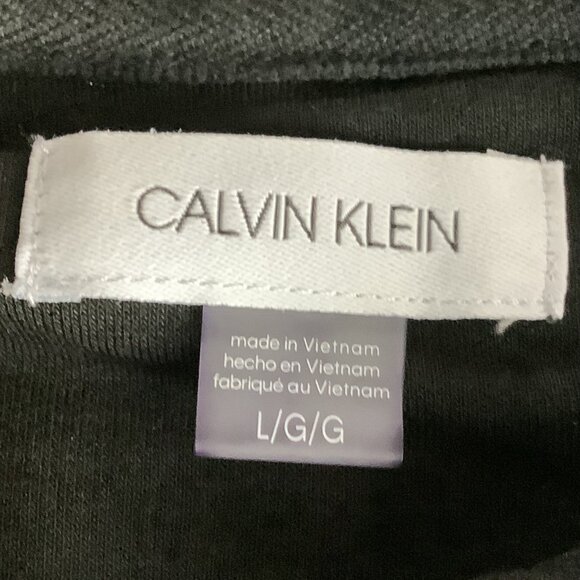 CALVIN KLEIN
made in Vietnam
hecho en Vietnam
fabriqué au Vietnam
L/G/G